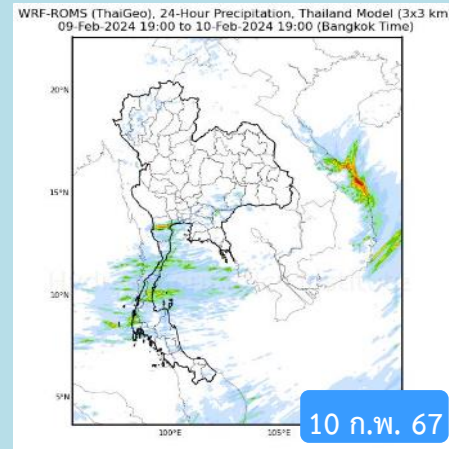 WRF-ROMS (ThaiGeo), 24-Hour Precipitation, Thailand Model (3x3 km
09-Feb-2024 19:00 to 10-Feb-2024 19:00 (Bangkok Time)
20°N
15°N
10°N
5°N
100°E
105°E
10 ก.พ. 67